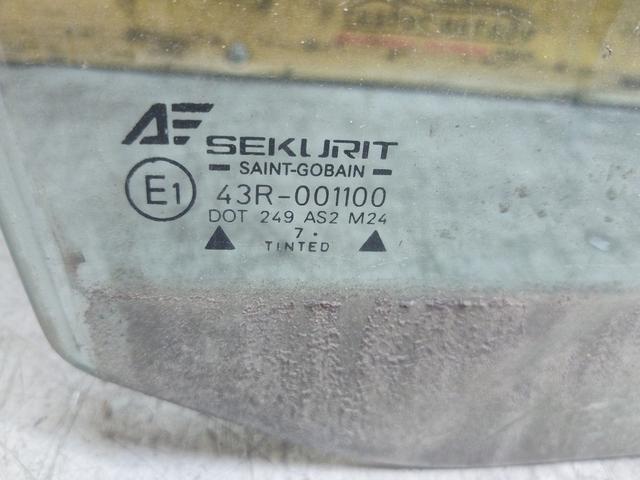 AF SEKURIT
SAINT-GOBAIN
E1 43R-001100
DOT 249 AS2 M24
7 .
TINTED